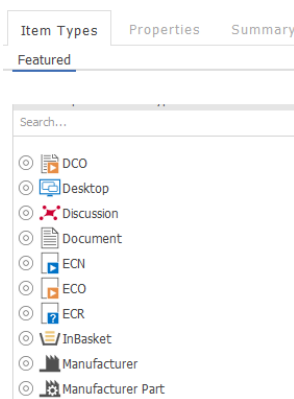 Item Types Properties Summary
Featured
Search...
DCO
Desktop
Discussion
Document
ECN
ECO
ECR
InBasket
Manufacturer
Manufacturer Part